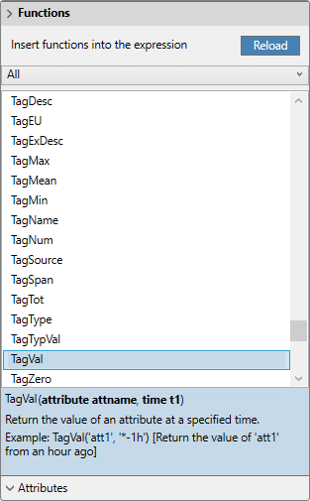 Functions
Insert functions into the expression
Reload
All
TagDesc
TagEU
TagExDesc
TagMax
TagMean
TagMin
TagName
TagNum
TagSource
TagSpan
TagTot
TagType
TagTypVal
TagVal
TagZero
TagVal(attribute attname, time t1)
Return the value of an attribute at a specified time.
Example: TagVal('att1', '*-1h') [Return the value of 'att1'
from an hour ago]
Attributes